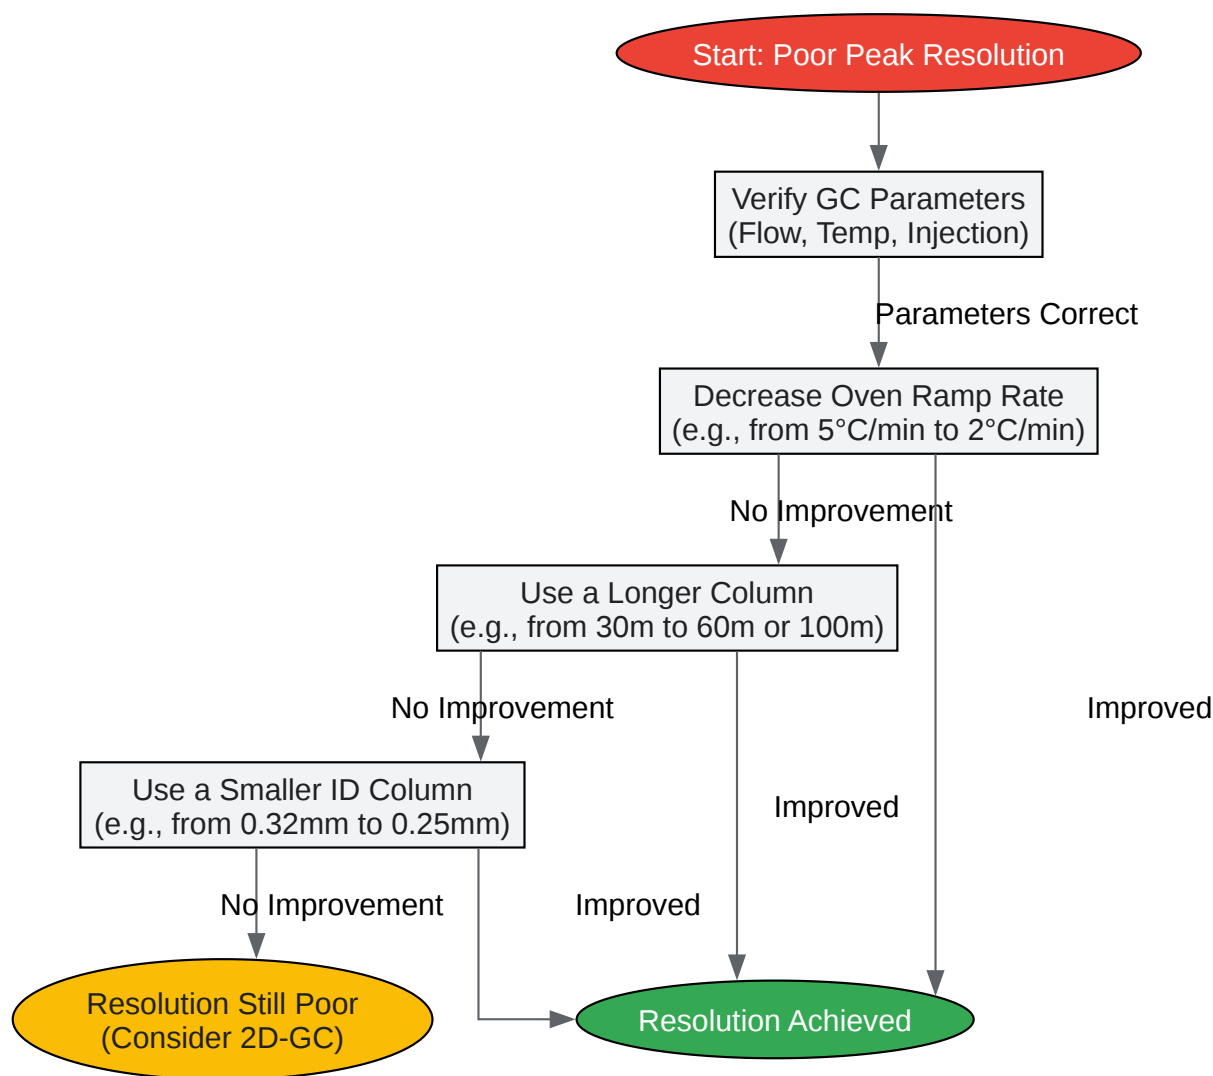 Start: Poor Peak Resolution
Verify GC Parameters
(Flow, Temp, Injection)
Parameters Correct
Decrease Oven Ramp Rate
(e.g., from 5°C/min to 2°C/min)
No Improvement
Use a Longer Column
(e.g., from 30m to 60m or 100m)
No Improvement
Improved
Use a Smaller ID Column
(e.g., from 0.32mm to 0.25mm)
Improved
No Improvement
Improved
Resolution Still Poor
(Consider 2D-GC)
Resolution Achieved